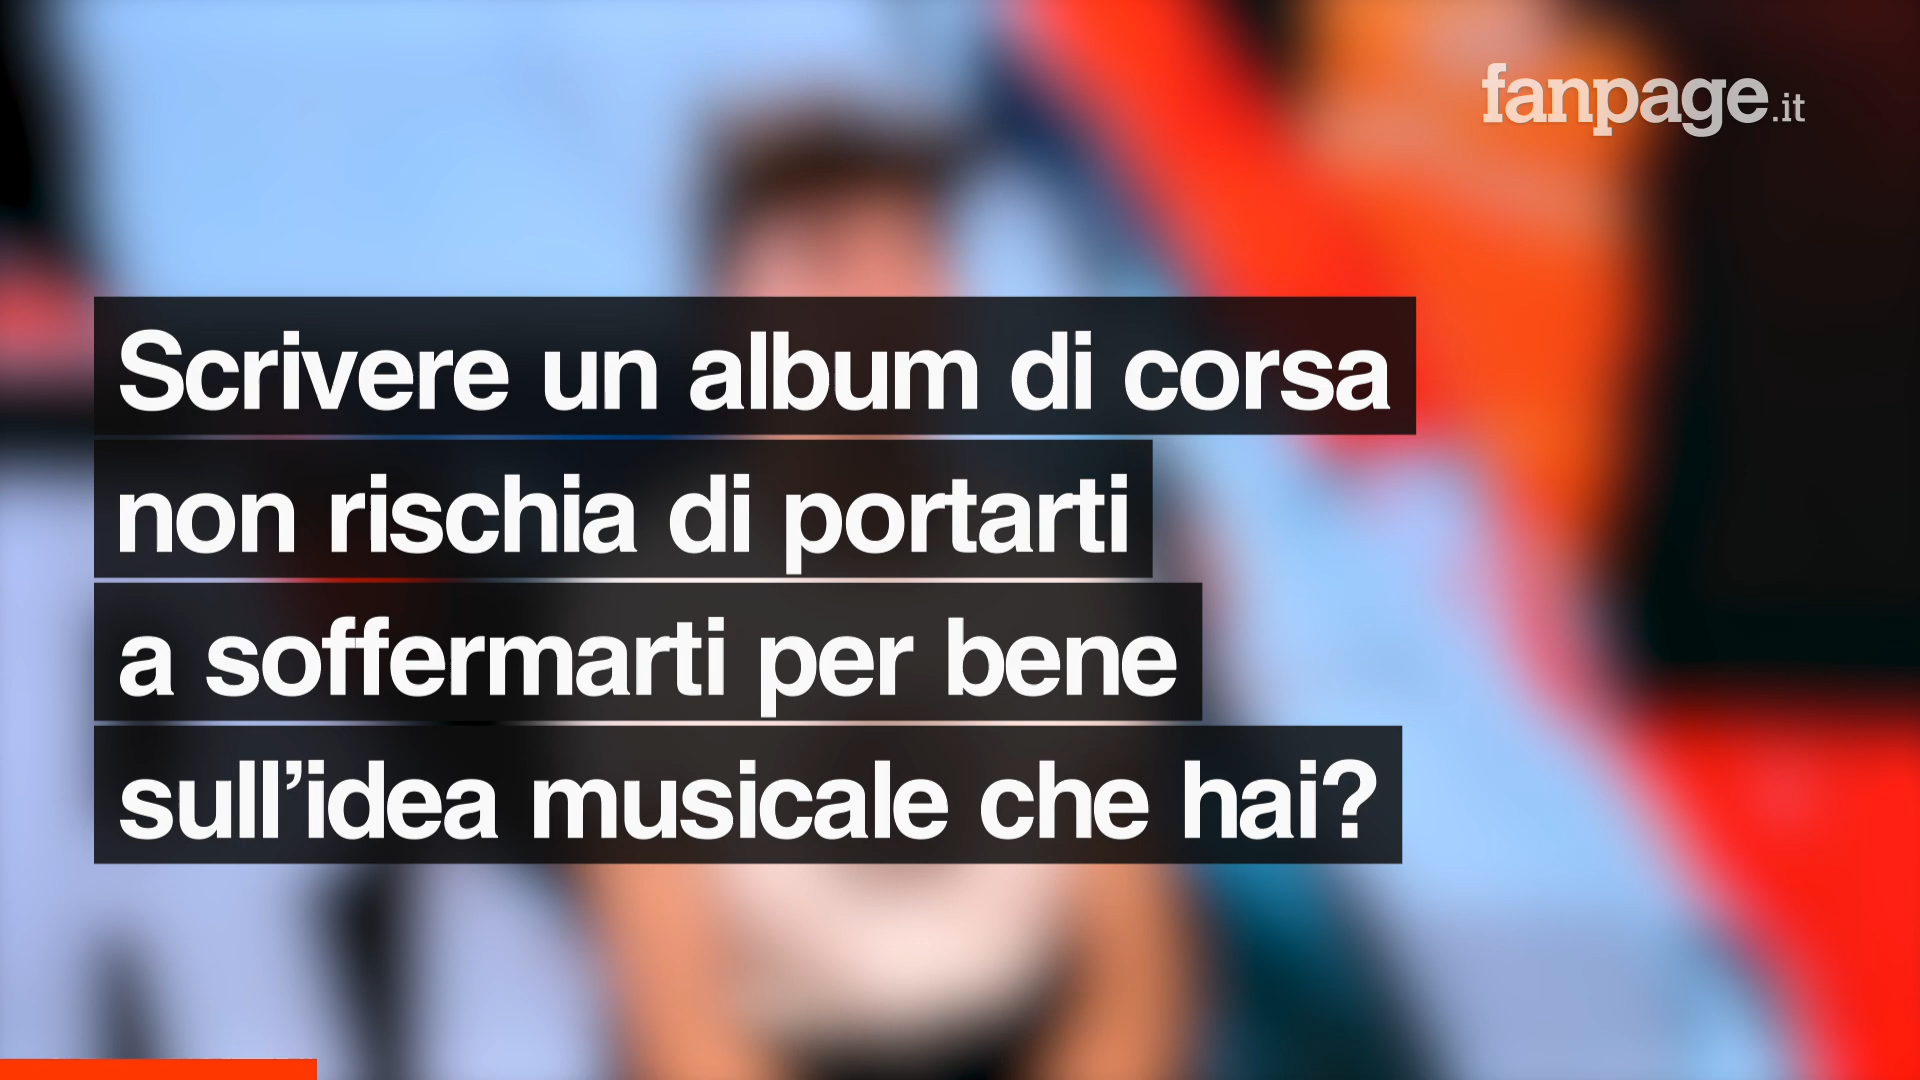 fanpage.it
Scrivere un album di corsa
non rischia di portarti
a soffermarti per bene
sull’idea musicale che hai?